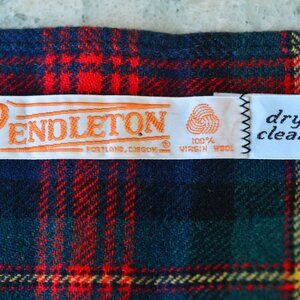 PENDLETON
PORTLAND, OREGON ®
100%
VIRGIN WOOL
dry
clean